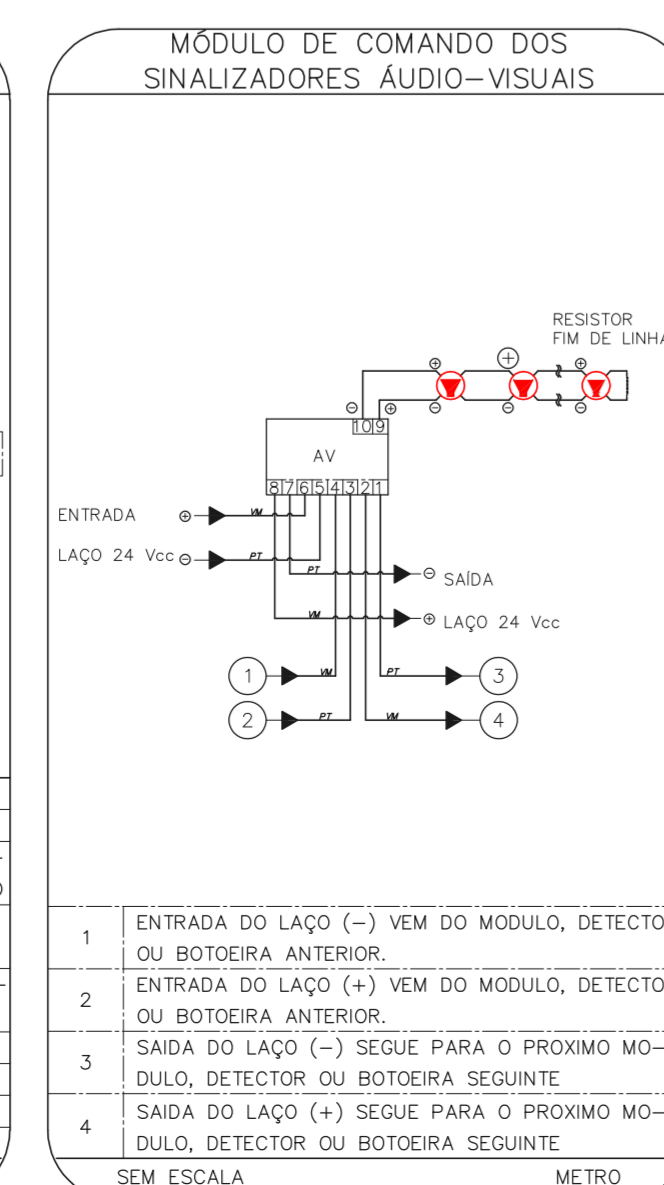 MÓDULO DE COMANDO DOS
SINALIZADORES ÁUDIO-VISUAIS
RESISTOR
FIM DE LINHA
+
+
+
-
+
-
-
-
10 9
AV
8 7 6 5 4 3 2 1
ENTRADA + VM
LAÇO 24 Vcc - PT
PT - SAÍDA
VM + LAÇO 24 Vcc
1 VM PT 3
2 PT VM 4
1 ENTRADA DO LAÇO (-) VEM DO MODULO, DETECTO
OU BOTOEIRA ANTERIOR.
2 ENTRADA DO LAÇO (+) VEM DO MODULO, DETECTO
OU BOTOEIRA ANTERIOR.
3 SAIDA DO LAÇO (-) SEGUE PARA O PROXIMO MO-
DULO, DETECTOR OU BOTOEIRA SEGUINTE
4 SAIDA DO LAÇO (+) SEGUE PARA O PROXIMO MO-
DULO, DETECTOR OU BOTOEIRA SEGUINTE
SEM ESCALA METRO